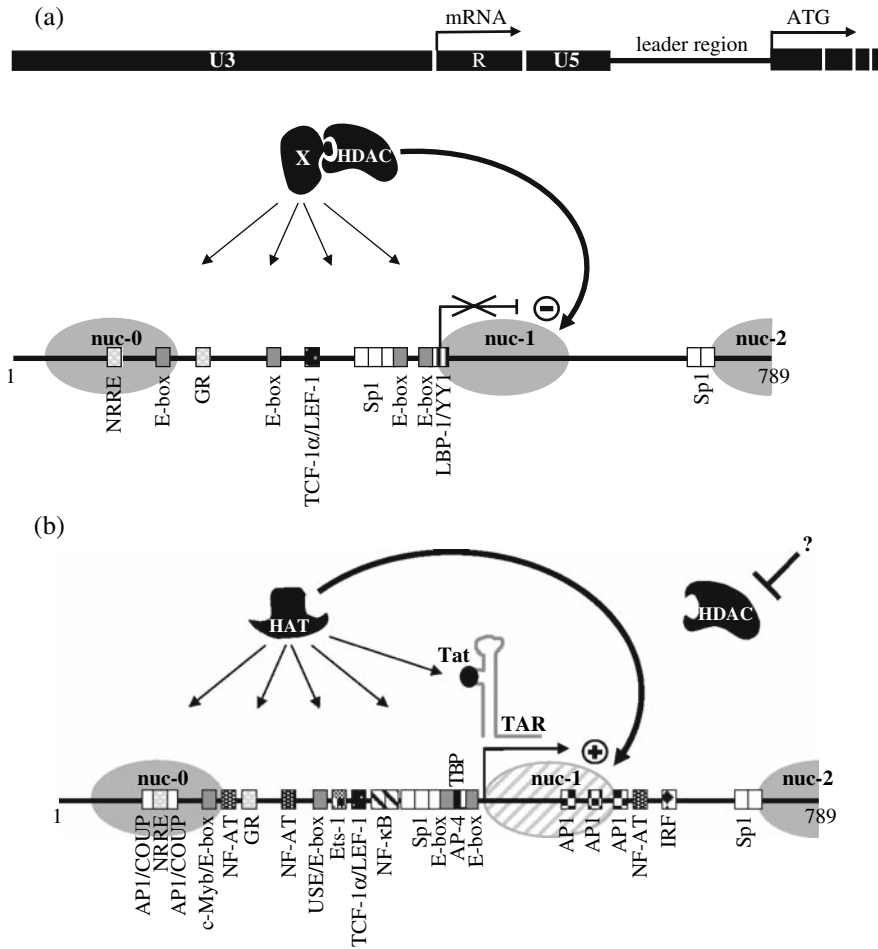 (a)
mRNA
ATG
U3
R
U5
leader region
X
HDAC
nuc-0
nuc-1
nuc-2
1
789
NRRE
E-box
GR
E-box
TCF-1α/LEF-1
Sp1
E-box
E-box
LBP-1/YY1
Sp1
(b)
?
HAT
HDAC
Tat
TAR
TBP
nuc-0
nuc-1
nuc-2
1
789
AP1/COUP
NRRE
AP1/COUP
c-Myb/E-box
NF-AT
GR
NF-AT
USE/E-box
Ets-1
TCF-1α/LEF-1
NF-κB
Sp1
E-box
AP-4
E-box
AP1
AP1
AP1
NF-AT
IRF
Sp1